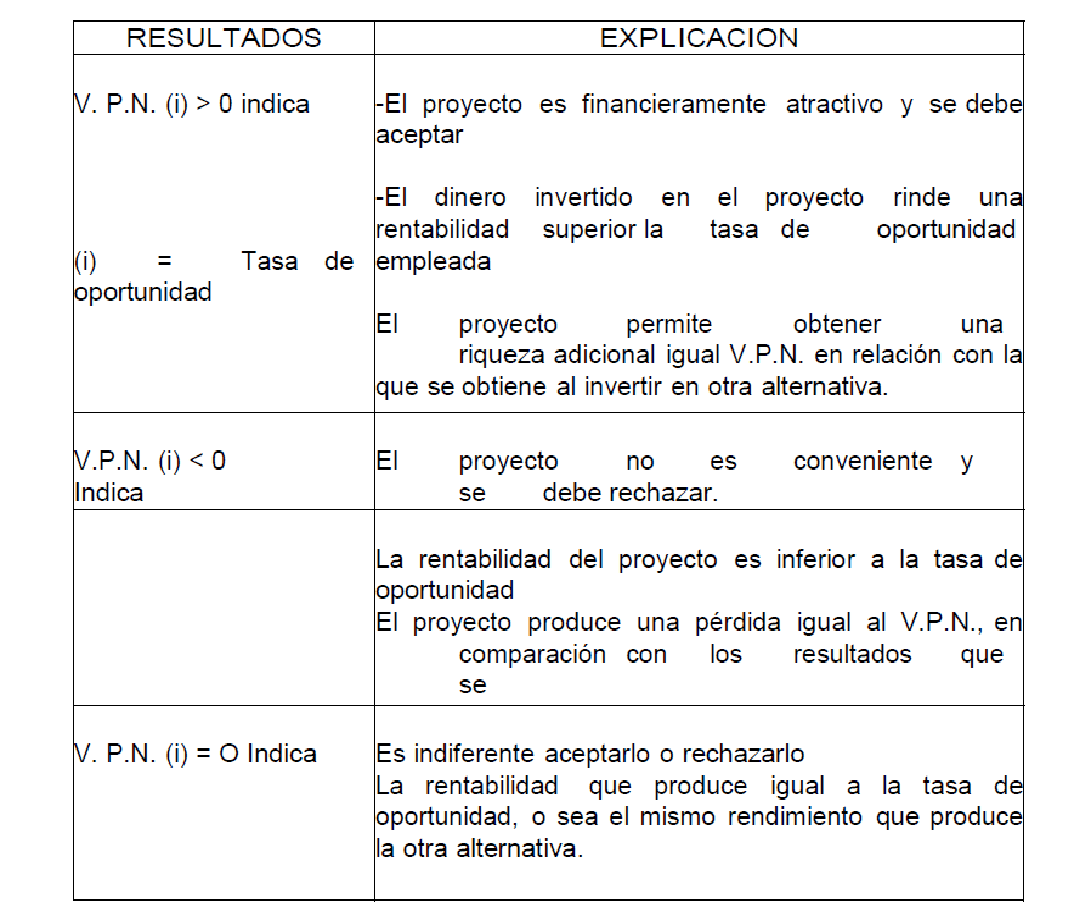 RESULTADOS
EXPLICACION
V. P.N. (i) > 0 indica
(i) = Tasa de
oportunidad
-El proyecto es financieramente atractivo y se debe
aceptar
-El dinero invertido en el proyecto rinde una
rentabilidad superior la tasa de oportunidad
empleada
El proyecto permite obtener una
riqueza adicional igual V.P.N. en relación con la
que se obtiene al invertir en otra alternativa.
V.P.N. (i) < 0
Indica
El proyecto no es conveniente y
se debe rechazar.
La rentabilidad del proyecto es inferior a la tasa de
oportunidad
El proyecto produce una pérdida igual al V.P.N., en
comparación con los resultados que
se
V. P.N. (i) = O Indica
Es indiferente aceptarlo o rechazarlo
La rentabilidad que produce igual a la tasa de
oportunidad, o sea el mismo rendimiento que produce
la otra alternativa.